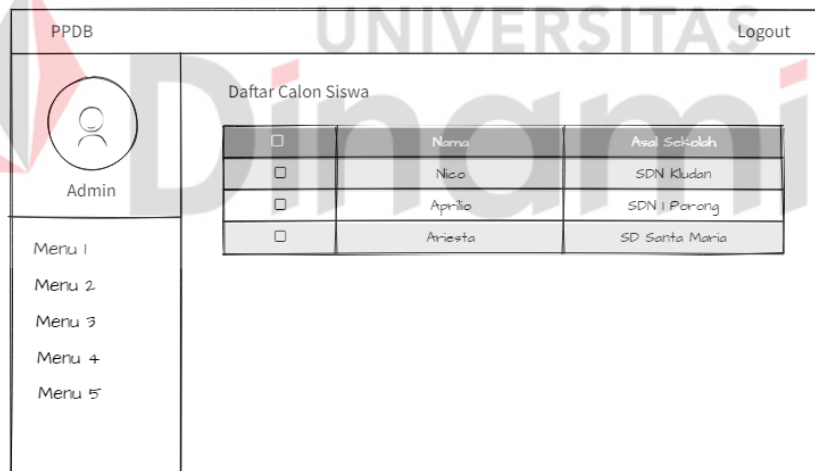 UNIVERSITAS
PPDB
Logout
Dinami
Daftar Calon Siswa
Nama
Asal Sekolah
Nico
SDN Kludan
Admin
Aprilio
SDN 1 Porong
Ariesta
SD Santa Maria
Menu 1
Menu 2
Menu 3
Menu 4
Menu 5